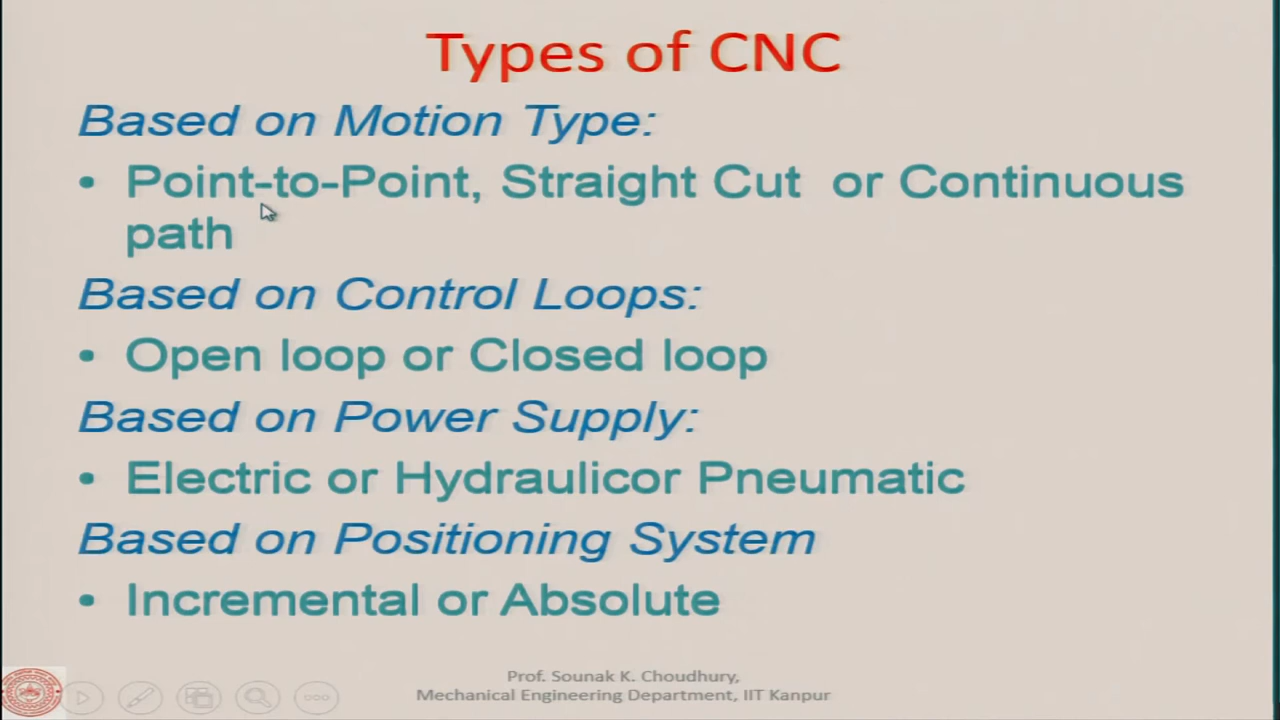 Types of CNC
Based on Motion Type:
• Point-to-Point, Straight Cut or Continuous
path
Based on Control Loops:
• Open loop or Closed loop
Based on Power Supply:
• Electric or Hydraulicor Pneumatic
Based on Positioning System
• Incremental or Absolute
Prof. Sounak K. Choudhury,
Mechanical Engineering Department, IIT Kanpur